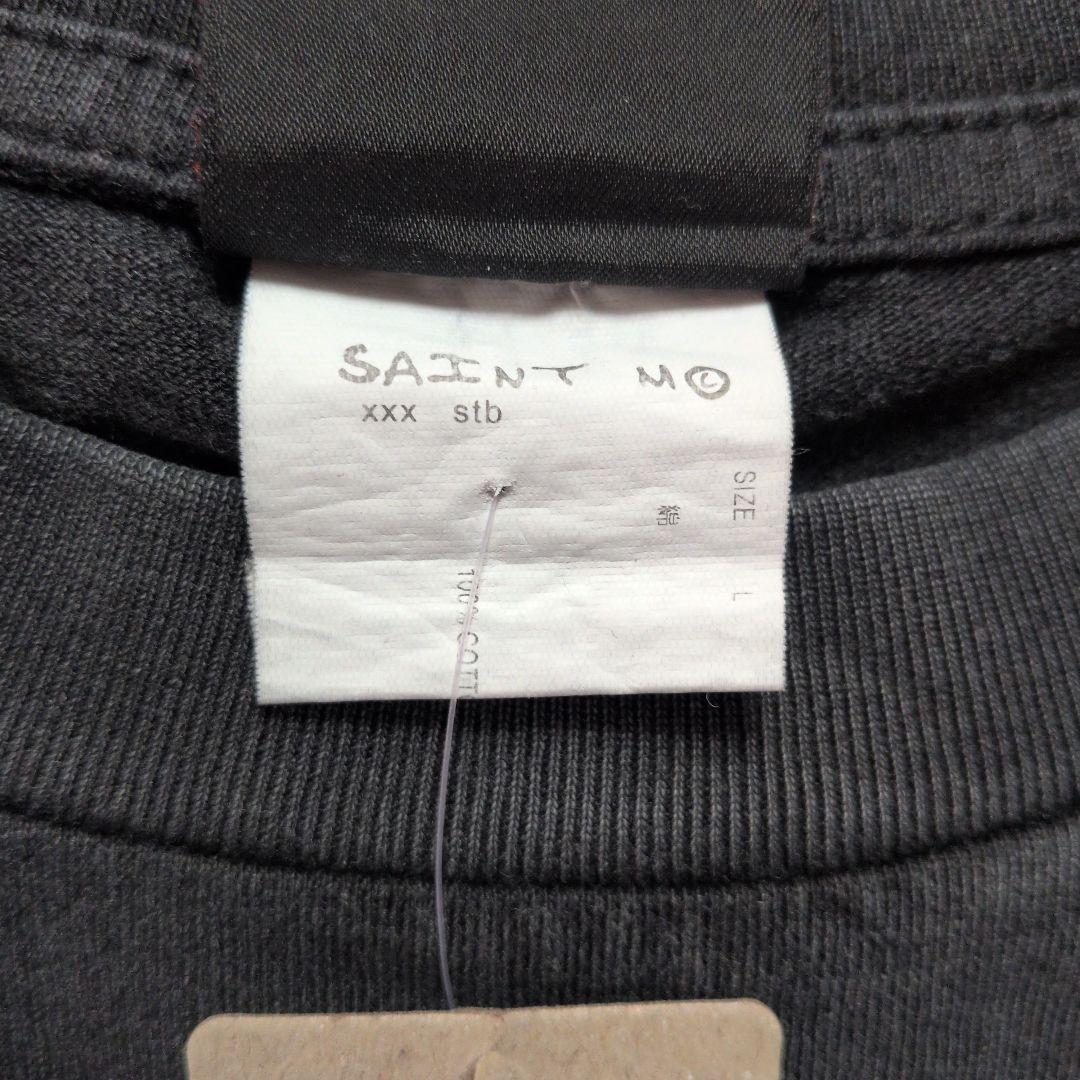 SAINT M©
xxx stb
SIZE L
綿
100% COTT